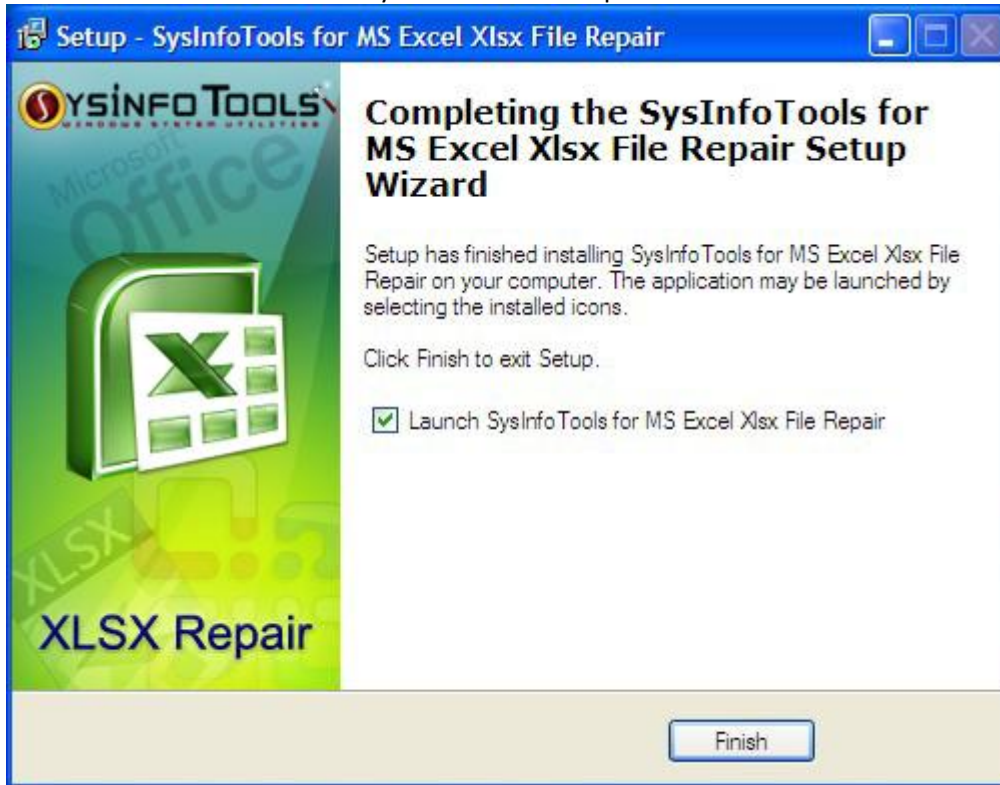 Setup - SysInfoTools for MS Excel Xlsx File Repair
SYSINFO TOOLS
WINDOWS SYSTEM UTILITIES
Microsoft
Office
Completing the SysInfoTools for
MS Excel Xlsx File Repair Setup
Wizard
Setup has finished installing SysInfoTools for MS Excel Xlsx File
Repair on your computer. The application may be launched by
selecting the installed icons.
Click Finish to exit Setup.
Launch SysInfoTools for MS Excel Xlsx File Repair
XLSX
XLSX Repair
Finish